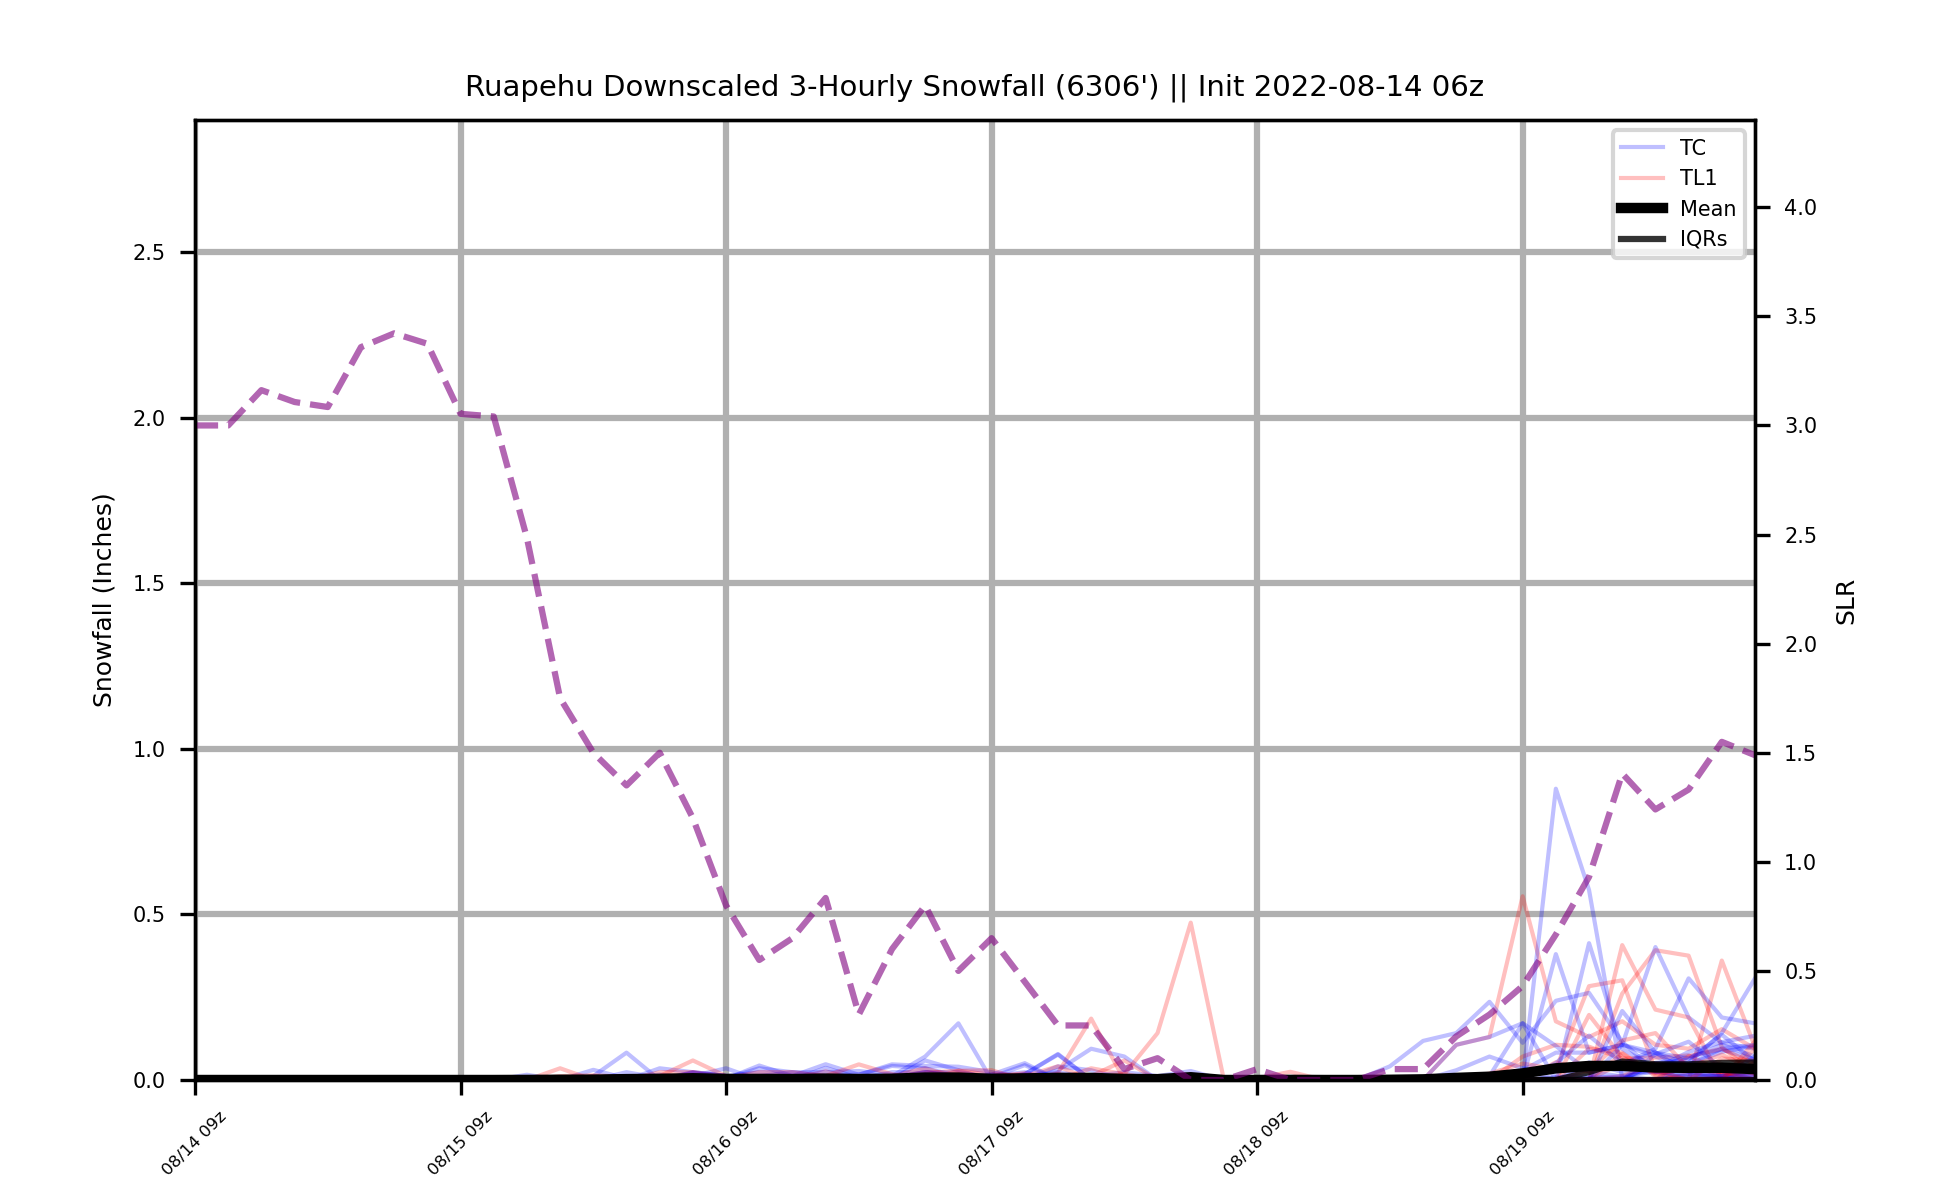 Ruapehu Downscaled 3-Hourly Snowfall (6306') || Init 2022-08-14 06z
TC
TL1
Mean
IQRs
2.5
2.0
1.5
1.0
0.5
0.0
Snowfall (Inches)
4.0
3.5
3.0
2.5
2.0
1.5
1.0
0.5
0.0
SLR
08/14 09z
08/15 09z
08/16 09z
08/17 09z
08/18 09z
08/19 09z